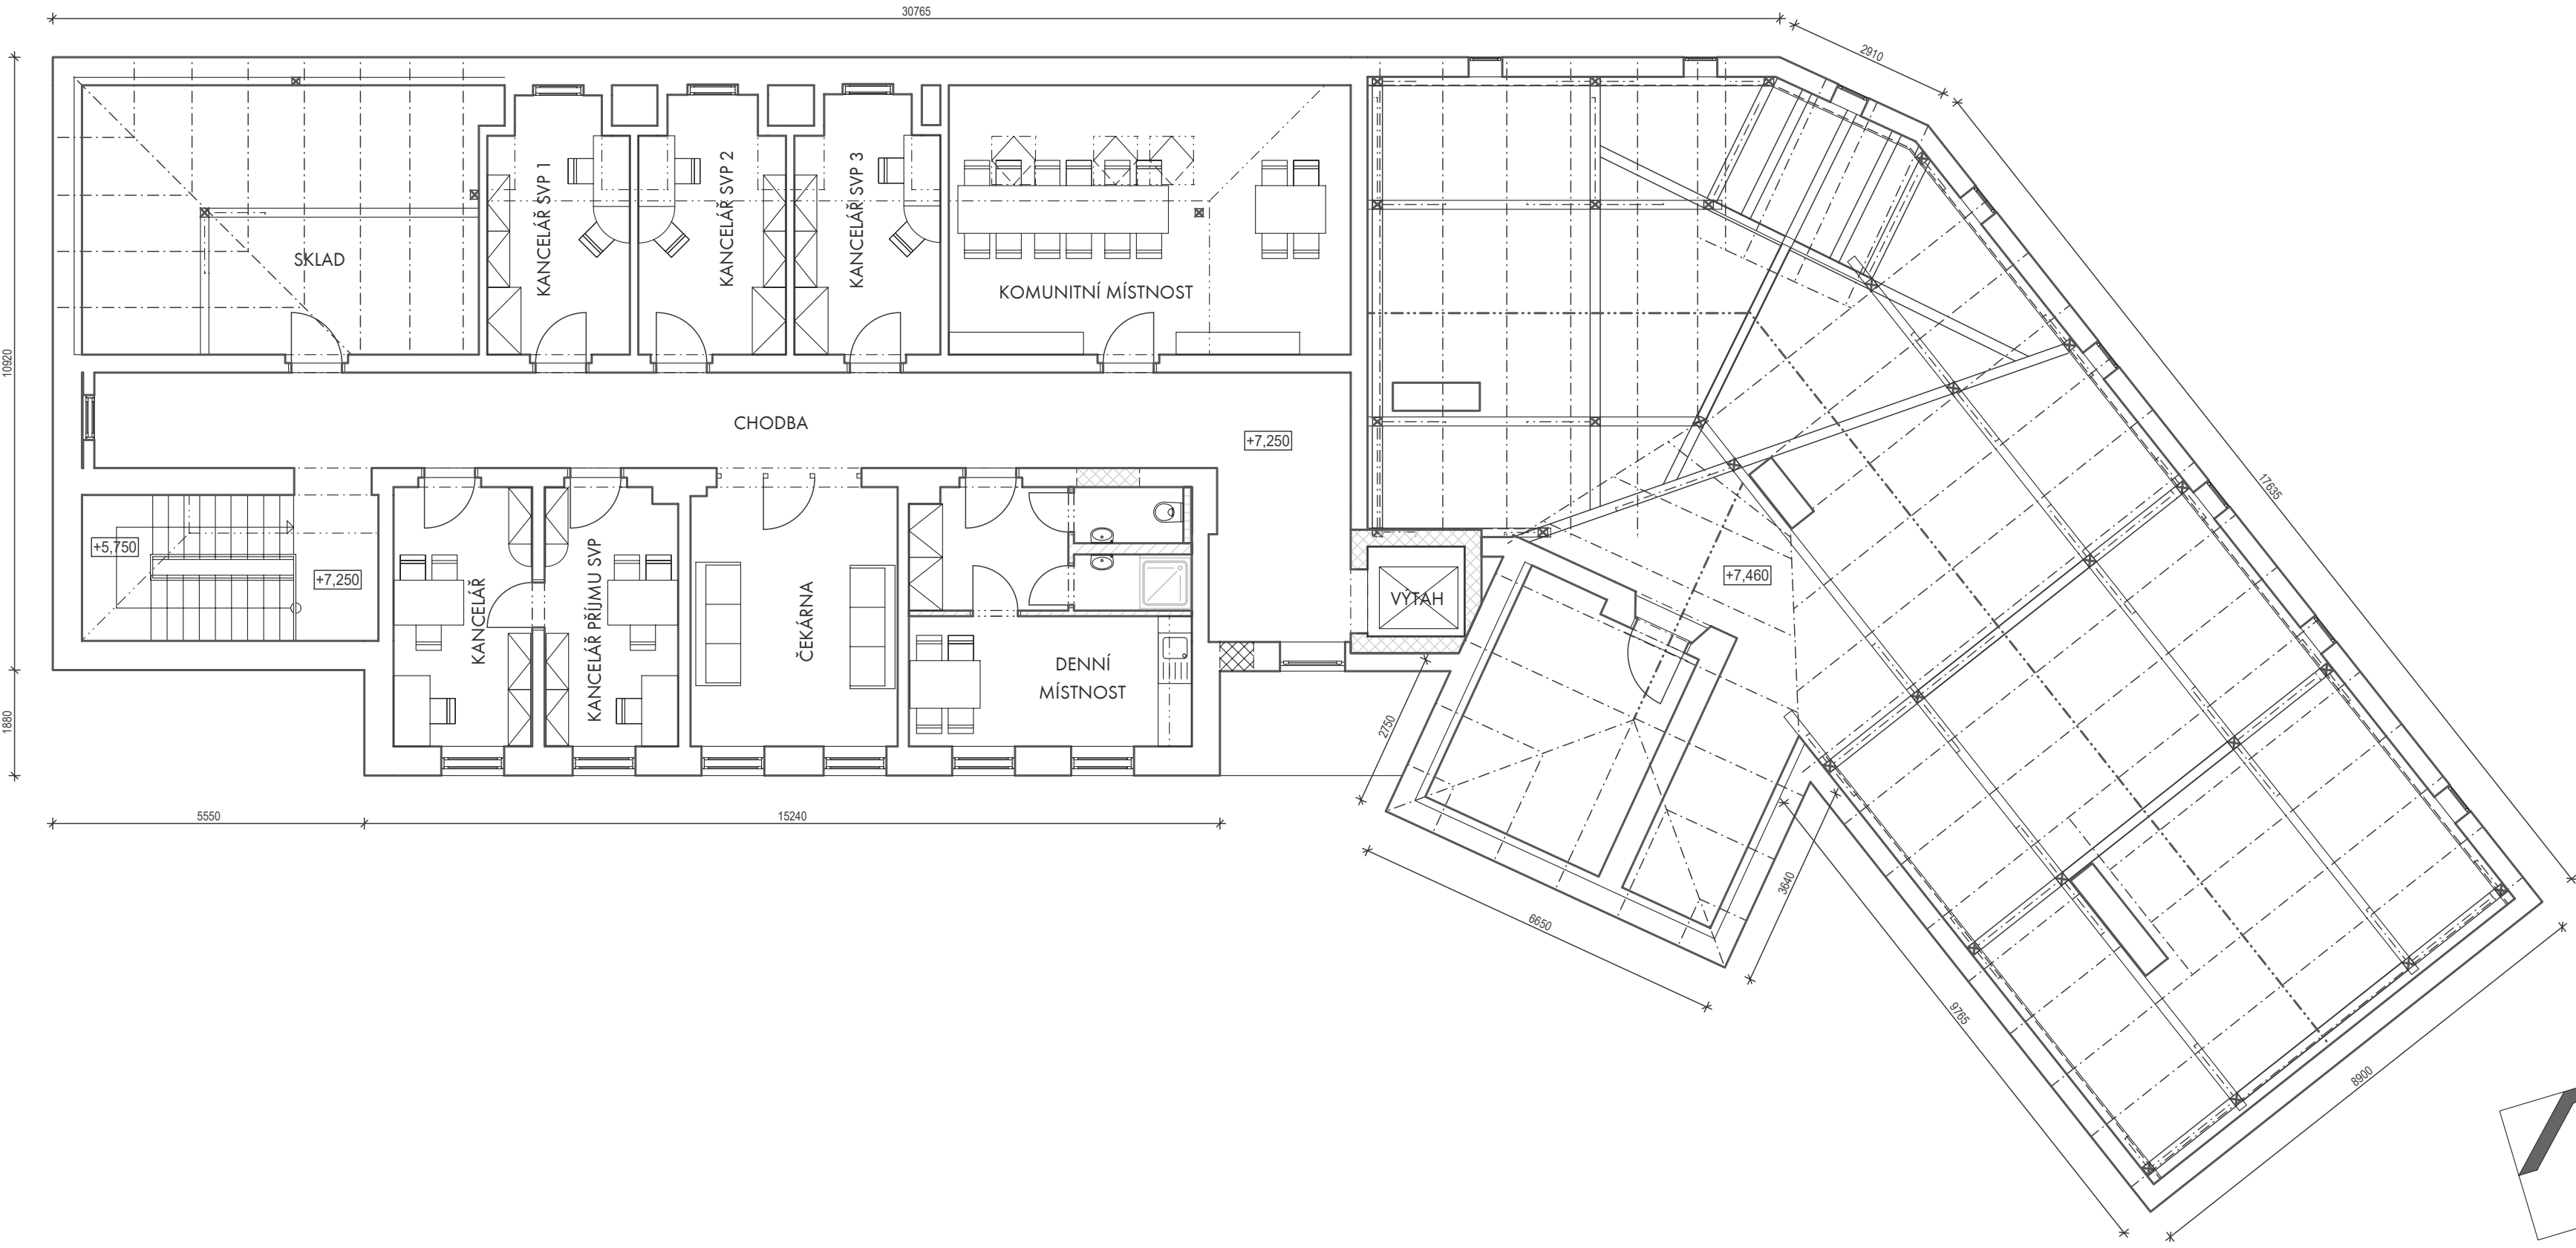 30765
2910
10920
KANCELÁŘ SVP 1
KANCELÁŘ SVP 2
KANCELÁŘ SVP 3
SKLAD
KOMUNITNÍ MÍSTNOST
CHODBA
+7,250
17635
+5,750
+7,250
KANCELÁŘ
KANCELÁŘ PŘÍJMU SVP
ČEKÁRNA
DENNÍ
MÍSTNOST
VÝTAH
+7,460
1880
2750
5550
15240
3640
6650
9765
8900